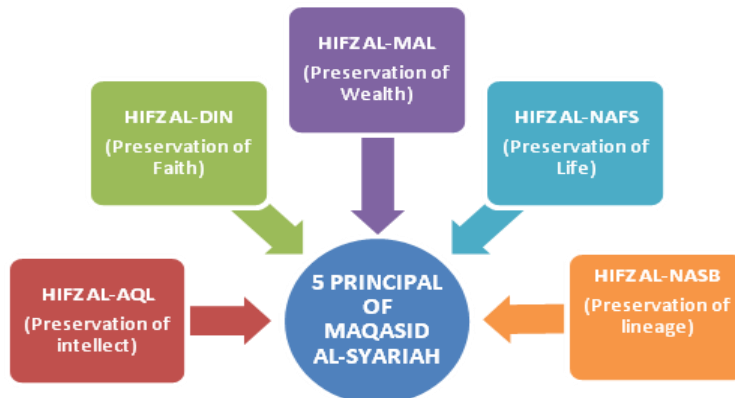 HIFZ AL-MAL
(Preservation of
Wealth)
HIFZ AL-DIN
(Preservation of
Faith)
HIFZ AL-NAFS
(Preservation of
Life)
HIFZ AL-AQL
(Preservation of
intellect)
5 PRINCIPAL
OF
MAQASID
AL-SYARIAH
HIFZ AL-NASB
(Preservation of
lineage)